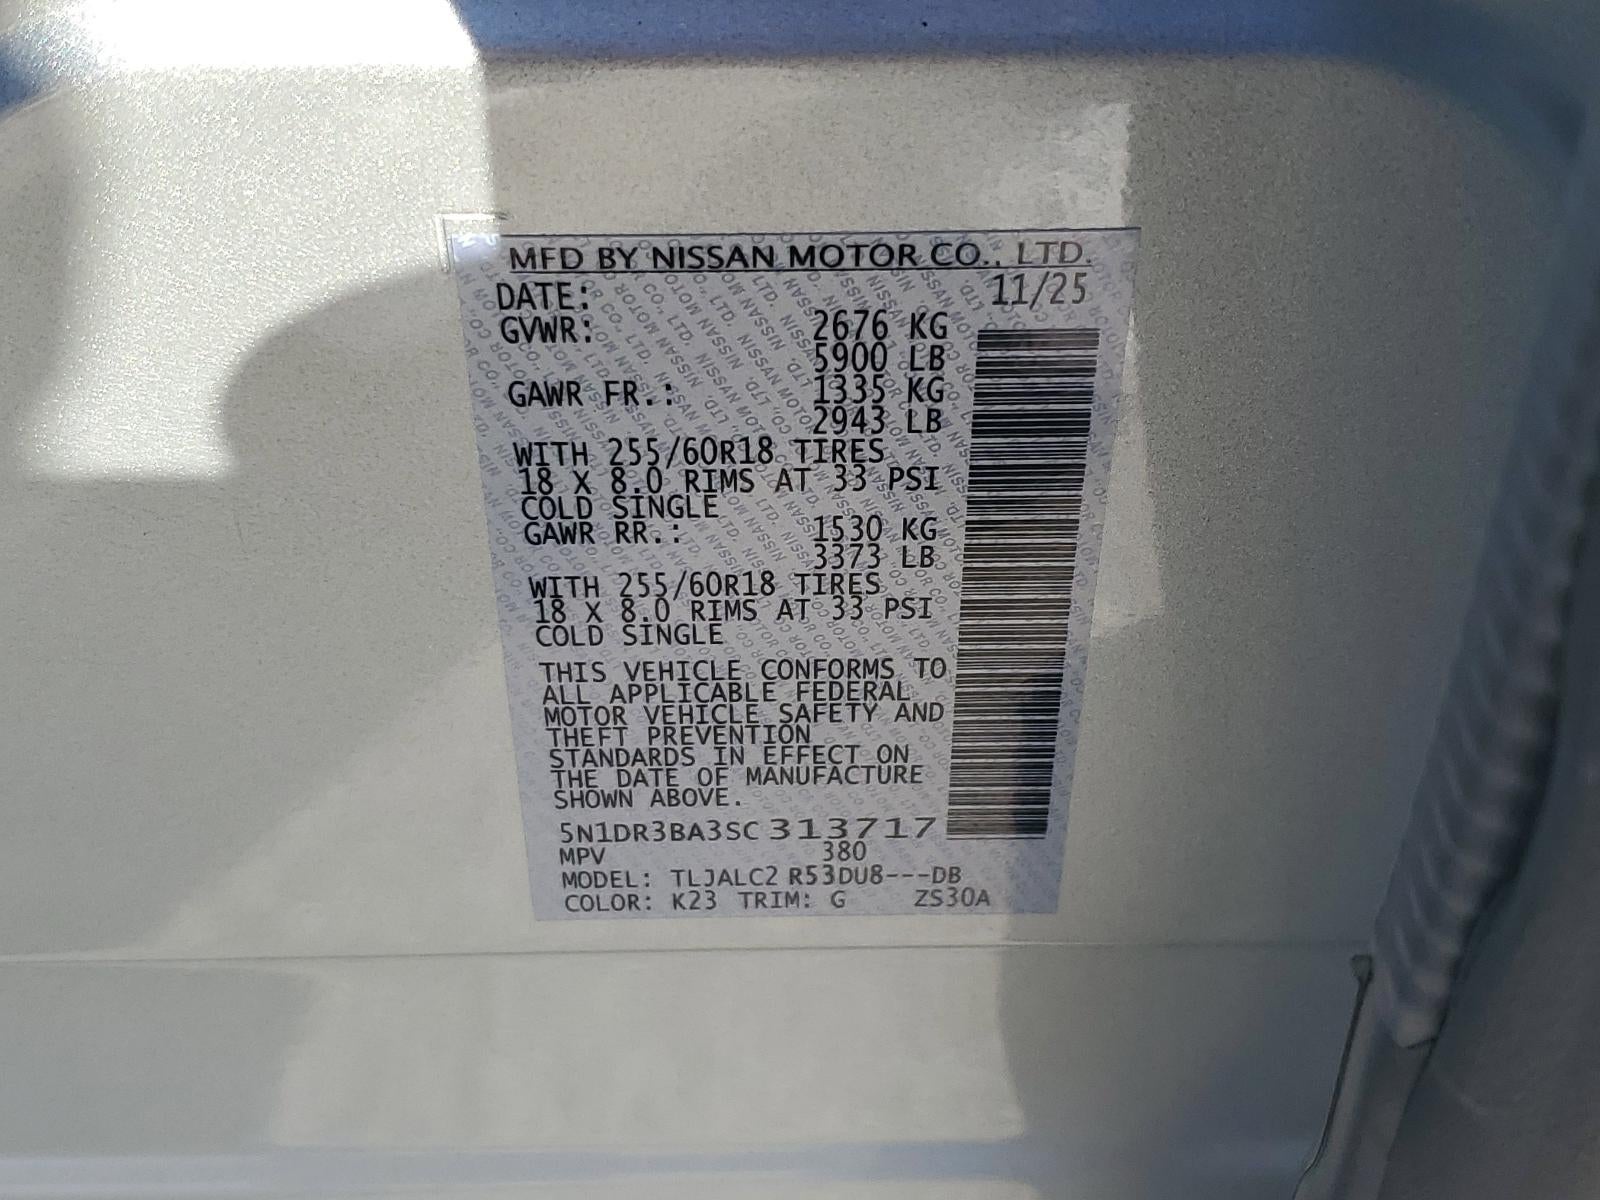 MFD BY NISSAN MOTOR CO., LTD.
DATE: 11/25
GVWR: 2676 KG
5900 LB
GAWR FR.: 1335 KG
2943 LB
WITH 255/60R18 TIRES
18 X 8.0 RIMS AT 33 PSI
COLD SINGLE
GAWR RR.: 1530 KG
3373 LB
WITH 255/60R18 TIRES
18 X 8.0 RIMS AT 33 PSI
COLD SINGLE
THIS VEHICLE CONFORMS TO
ALL APPLICABLE FEDERAL
MOTOR VEHICLE SAFETY AND
THEFT PREVENTION
STANDARDS IN EFFECT ON
THE DATE OF MANUFACTURE
SHOWN ABOVE.
5N1DR3BA3SC313717
MPV 380
MODEL: TLJALC2 R53DU8---DB
COLOR: K23 TRIM: G ZS30A